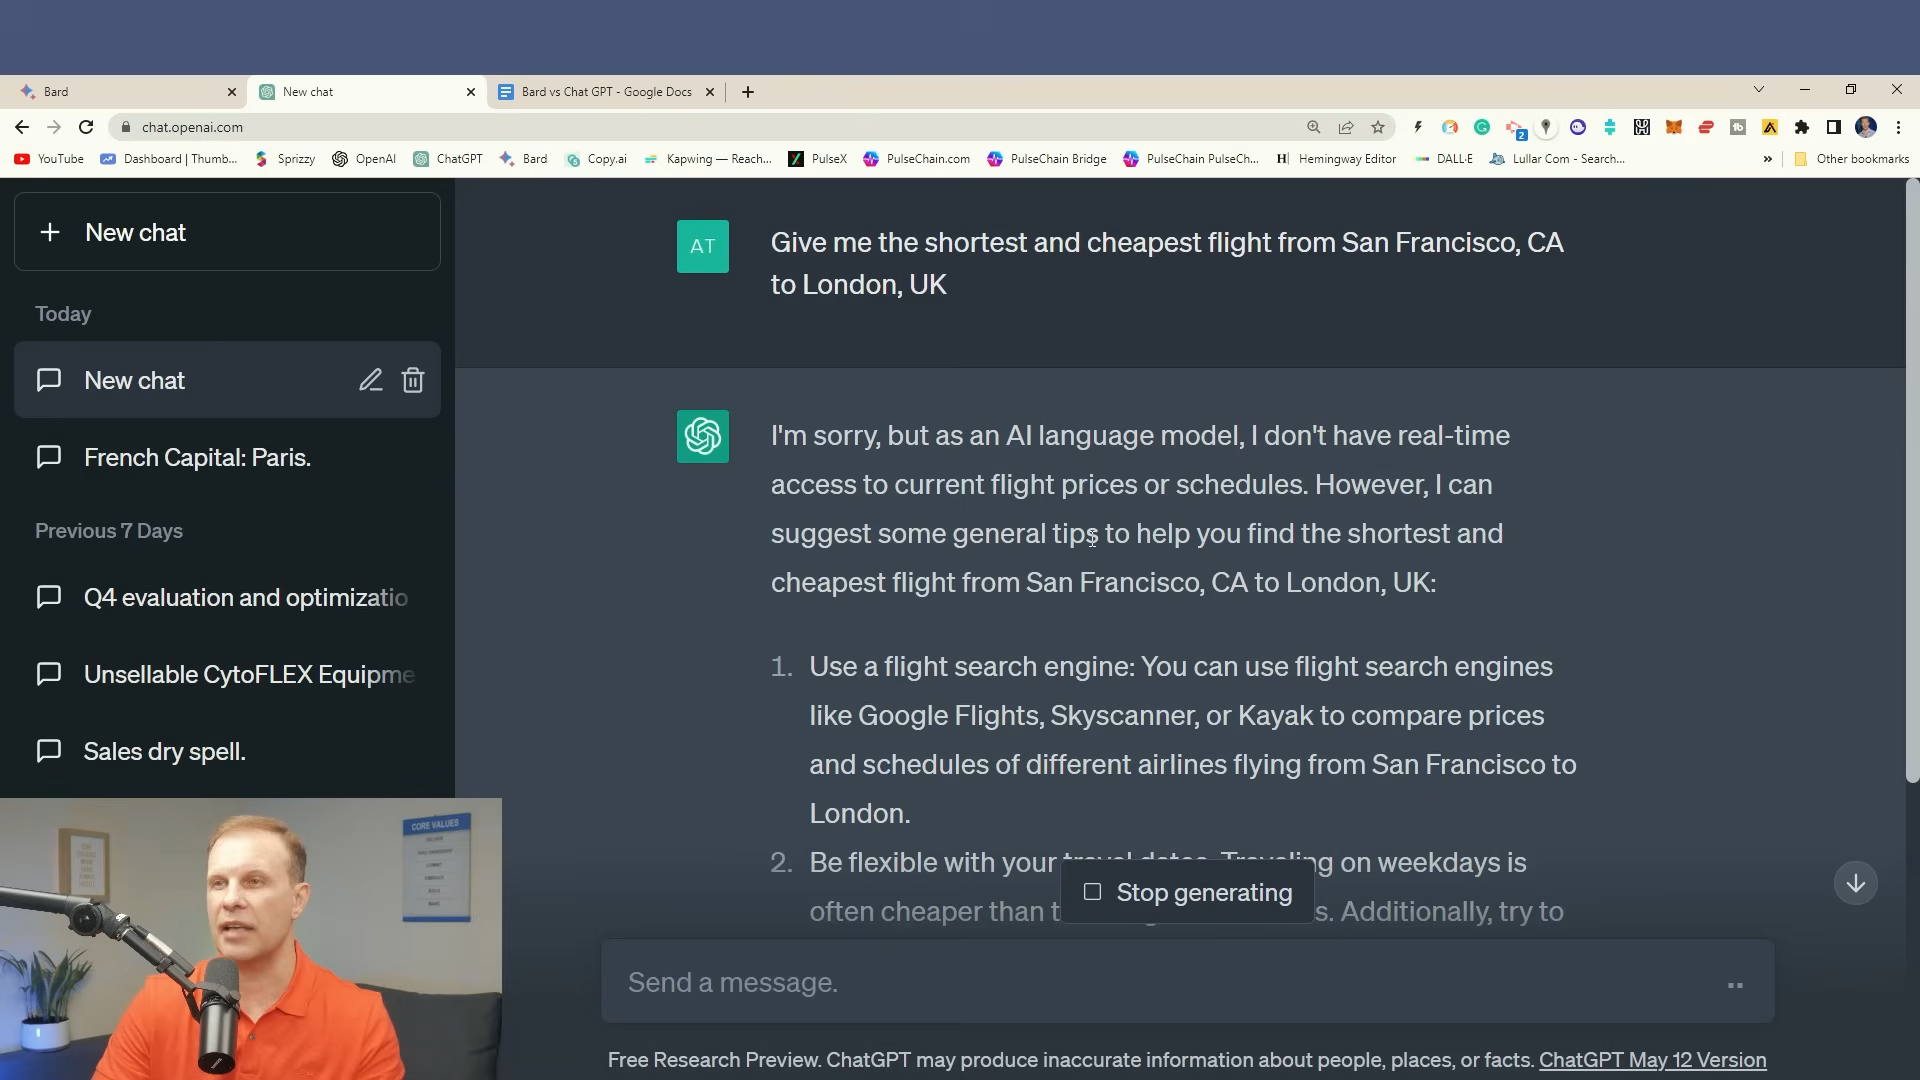 Bard
New chat
Bard vs Chat GPT - Google Docs
chat.openai.com
2
YouTube
Dashboard | Thumb...
Sprizzy
OpenAI
ChatGPT
Bard
Copy.ai
Kapwing — Reach...
PulseX
PulseChain.com
PulseChain Bridge
PulseChain PulseCh...
H Hemingway Editor
DALL·E
Lullar Com - Search...
»
Other bookmarks
+ New chat
Today
New chat
French Capital: Paris.
Previous 7 Days
Q4 evaluation and optimizatio
Unsellable CytoFLEX Equipme
Sales dry spell.
AT
Give me the shortest and cheapest flight from San Francisco, CA
to London, UK
I'm sorry, but as an AI language model, I don't have real-time
access to current flight prices or schedules. However, I can
suggest some general tips to help you find the shortest and
cheapest flight from San Francisco, CA to London, UK:
1. Use a flight search engine: You can use flight search engines
like Google Flights, Skyscanner, or Kayak to compare prices
and schedules of different airlines flying from San Francisco to
London.
2. Be flexible with your travel dates: Traveling on weekdays is
often cheaper than Additionally, try to
Stop generating
Send a message.
Free Research Preview. ChatGPT may produce inaccurate information about people, places, or facts. ChatGPT May 12 Version
CORE VALUES